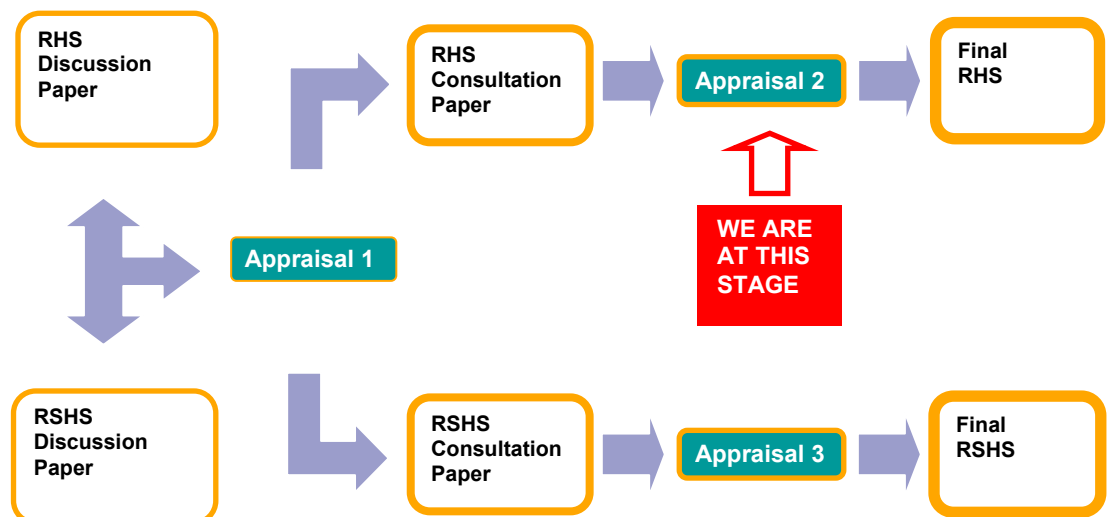 RHS
Discussion
Paper
RHS
Consultation
Paper
Appraisal 2
Final
RHS
Appraisal 1
WE ARE
AT THIS
STAGE
RSHS
Discussion
Paper
RSHS
Consultation
Paper
Appraisal 3
Final
RSHS